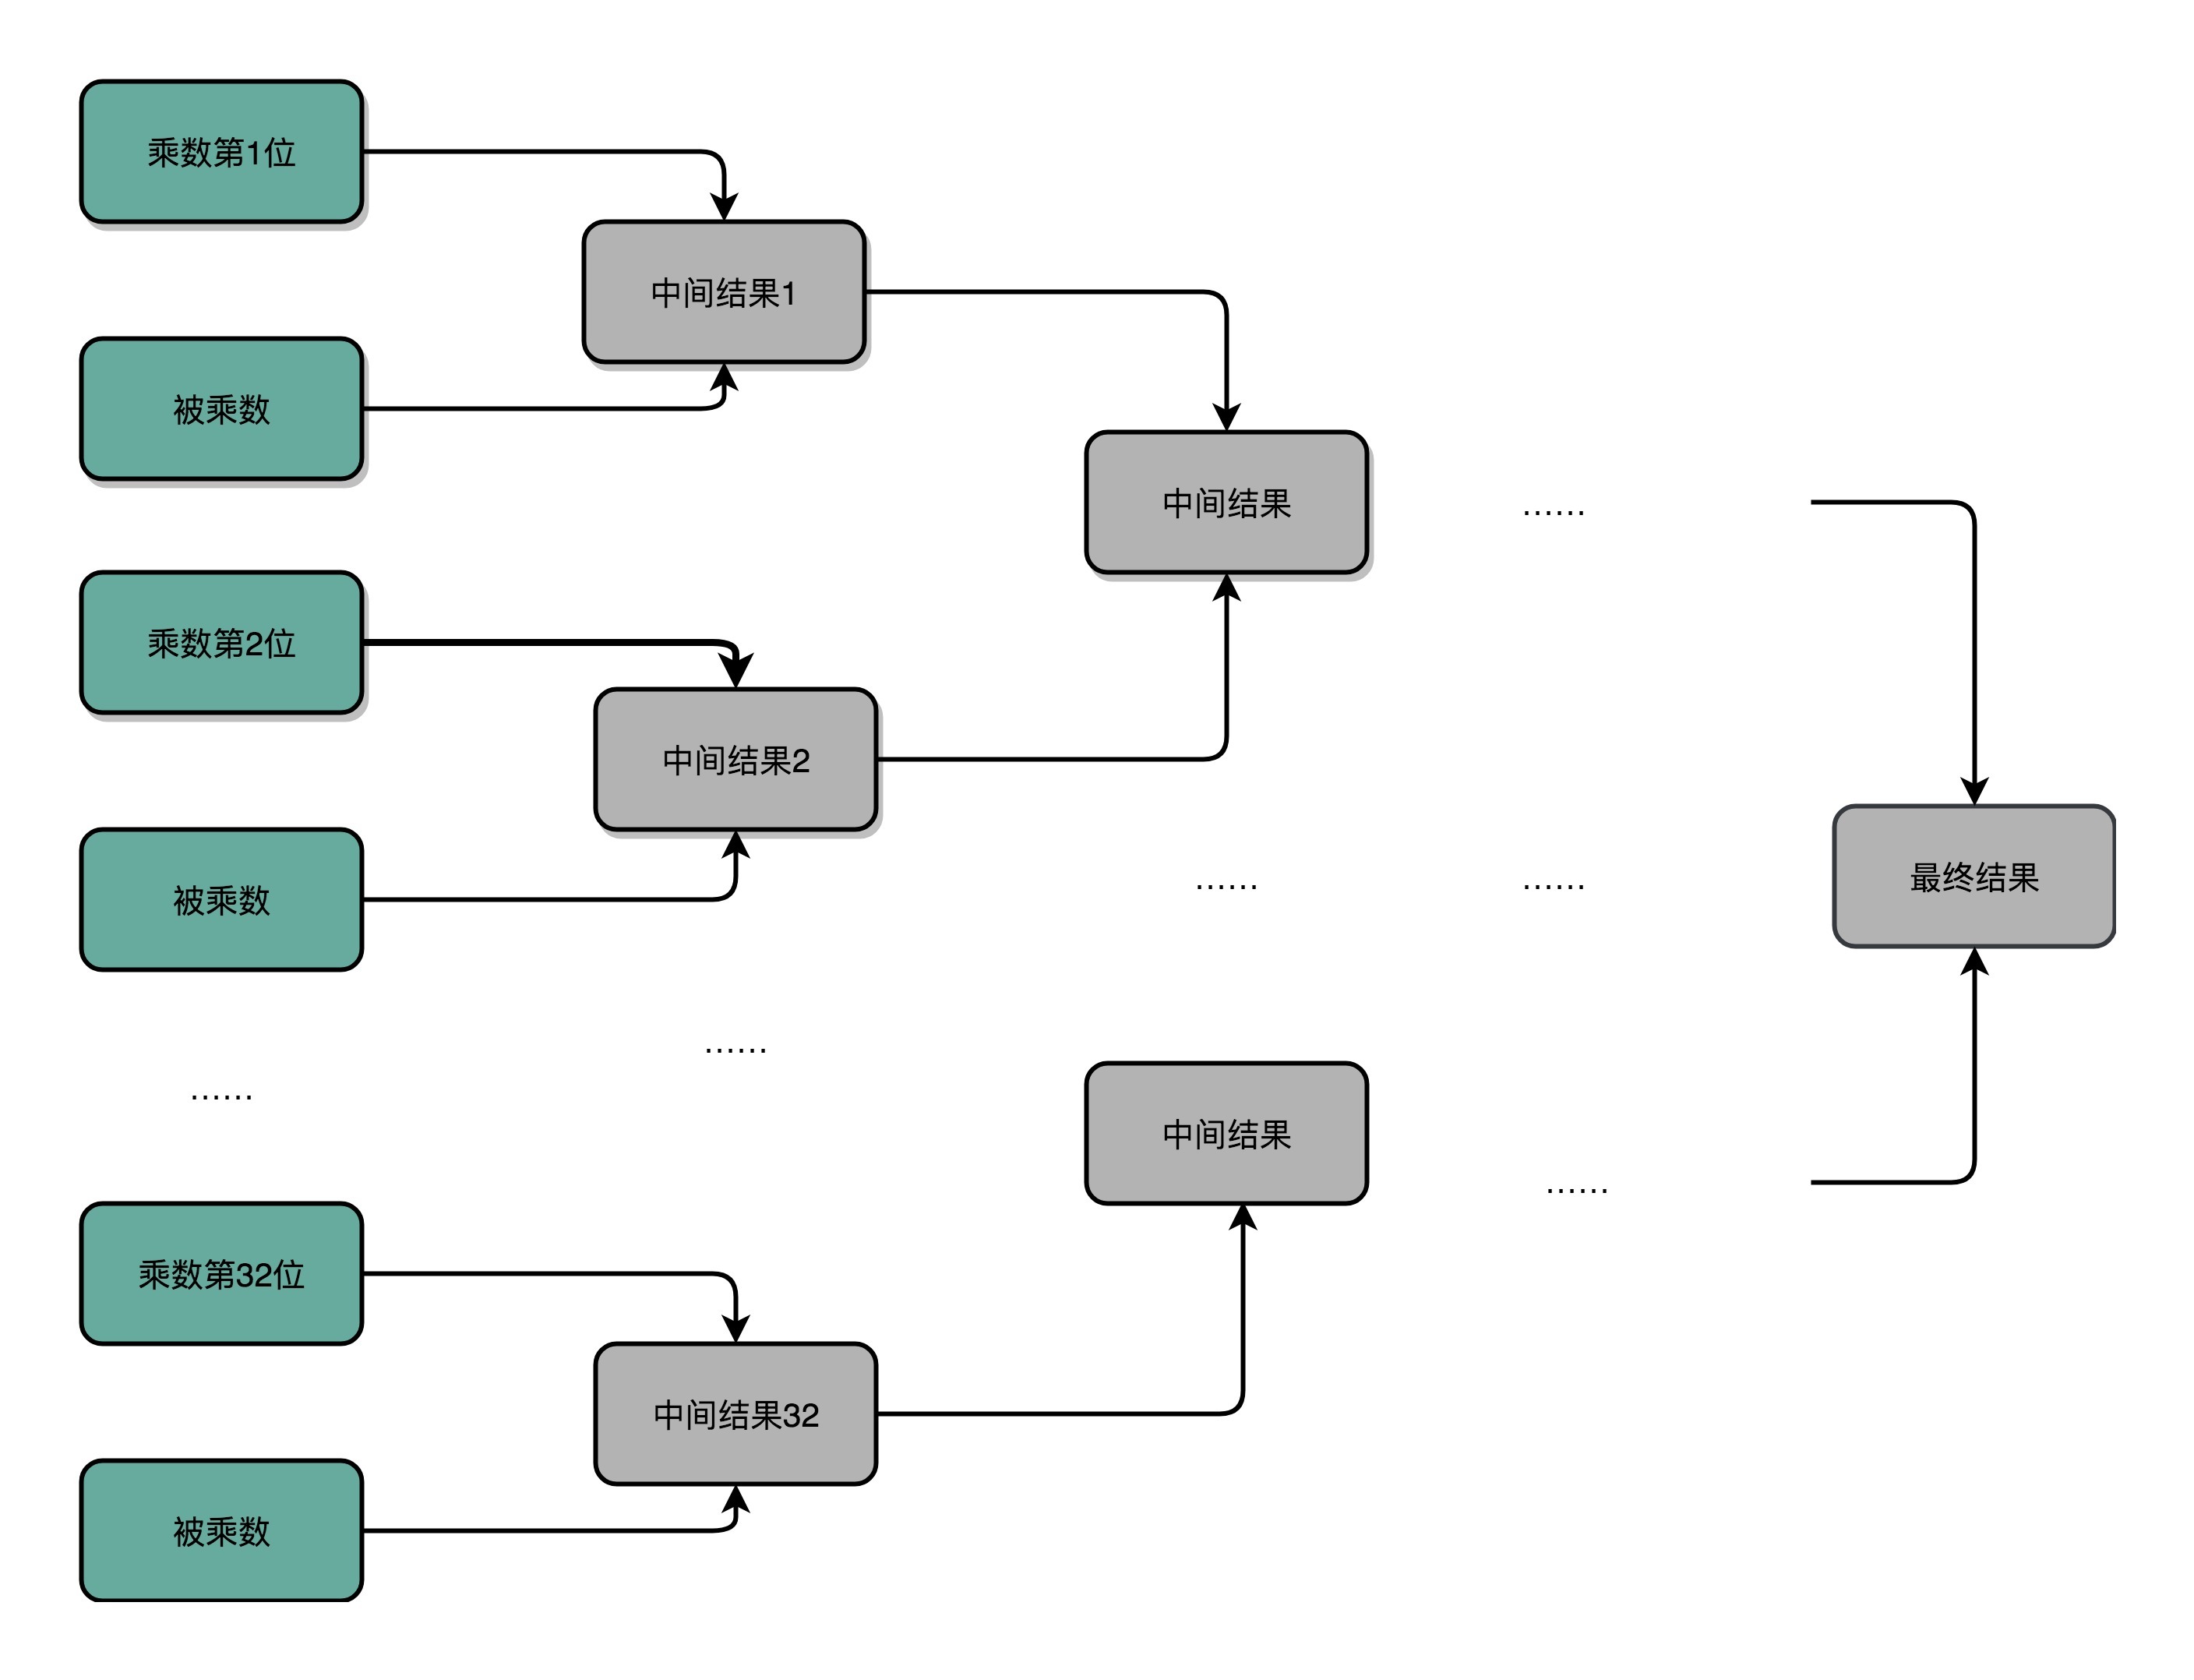 乘数第1位
中间结果1
被乘数
中间结果
......
乘数第2位
中间结果2
被乘数
......
......
最终结果
......
......
中间结果
......
乘数第32位
中间结果32
被乘数